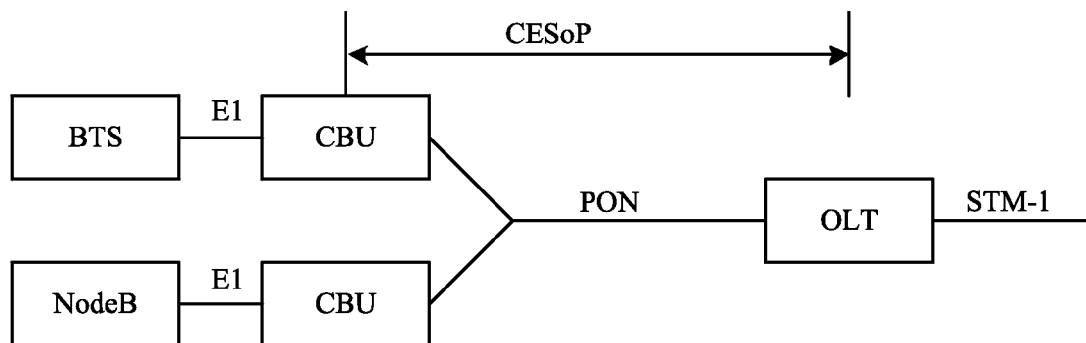 CESoP
BTS
E1
CBU
PON
OLT
STM-1
NodeB
E1
CBU